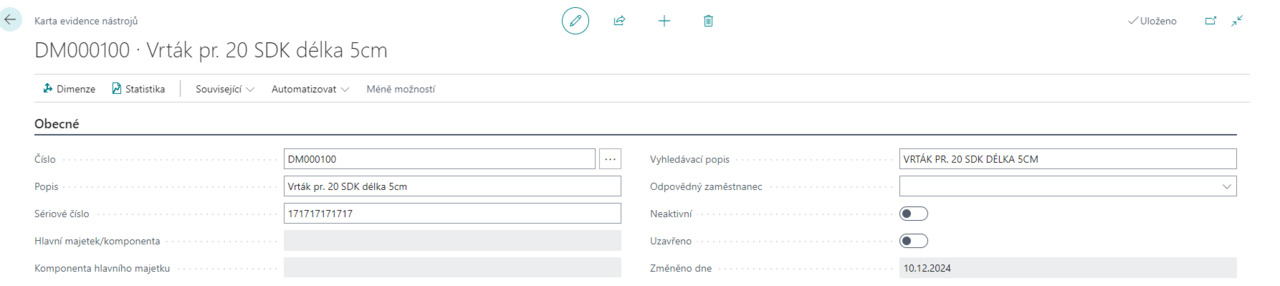 Karta evidence nástrojů
Uloženo
DM000100 · Vrták pr. 20 SDK délka 5cm
Dimenze Statistika Související Automatizovat Méně možností
Obecné
Číslo DM000100 ... Vyhledávací popis VRTÁK PR. 20 SDK DÉLKA 5CM
Popis Vrták pr. 20 SDK délka 5cm Odpovědný zaměstnanec
Sériové číslo 171717171717 Neaktivní
Hlavní majetek/komponenta Uzavřeno
Komponenta hlavního majetku Změněno dne 10.12.2024